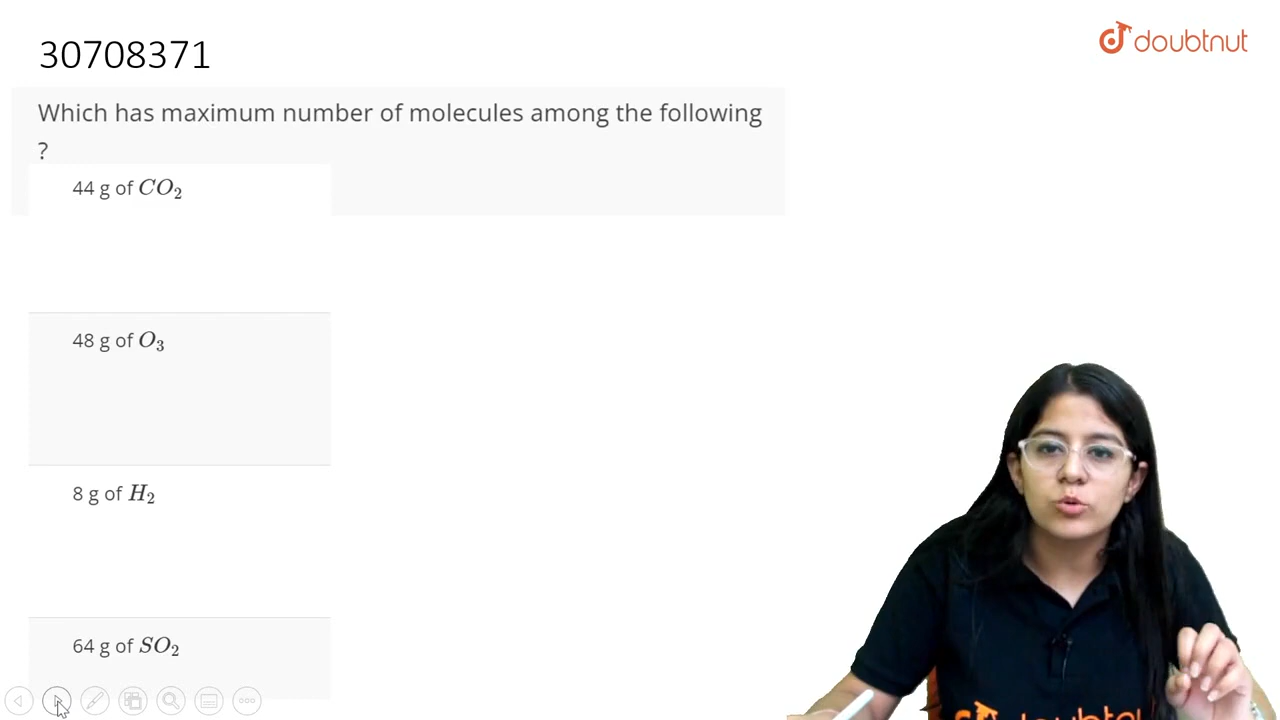 30708371
doubtnut
Which has maximum number of molecules among the following
?
44 g of CO₂
48 g of O₃
8 g of H₂
64 g of SO₂
doubtnut